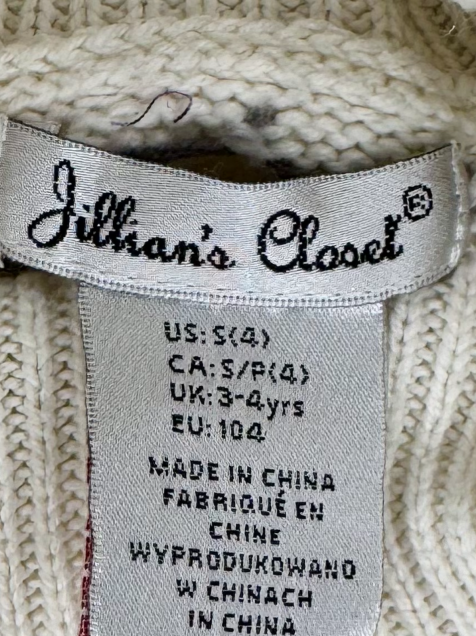 Jillian's Closet®
US: S(4)
CA: S/P(4)
UK: 3-4yrs
EU: 104
MADE IN CHINA
FABRIQUÉ EN
CHINE
WYPRODUKOWANO
W CHINACH
IN CHINA